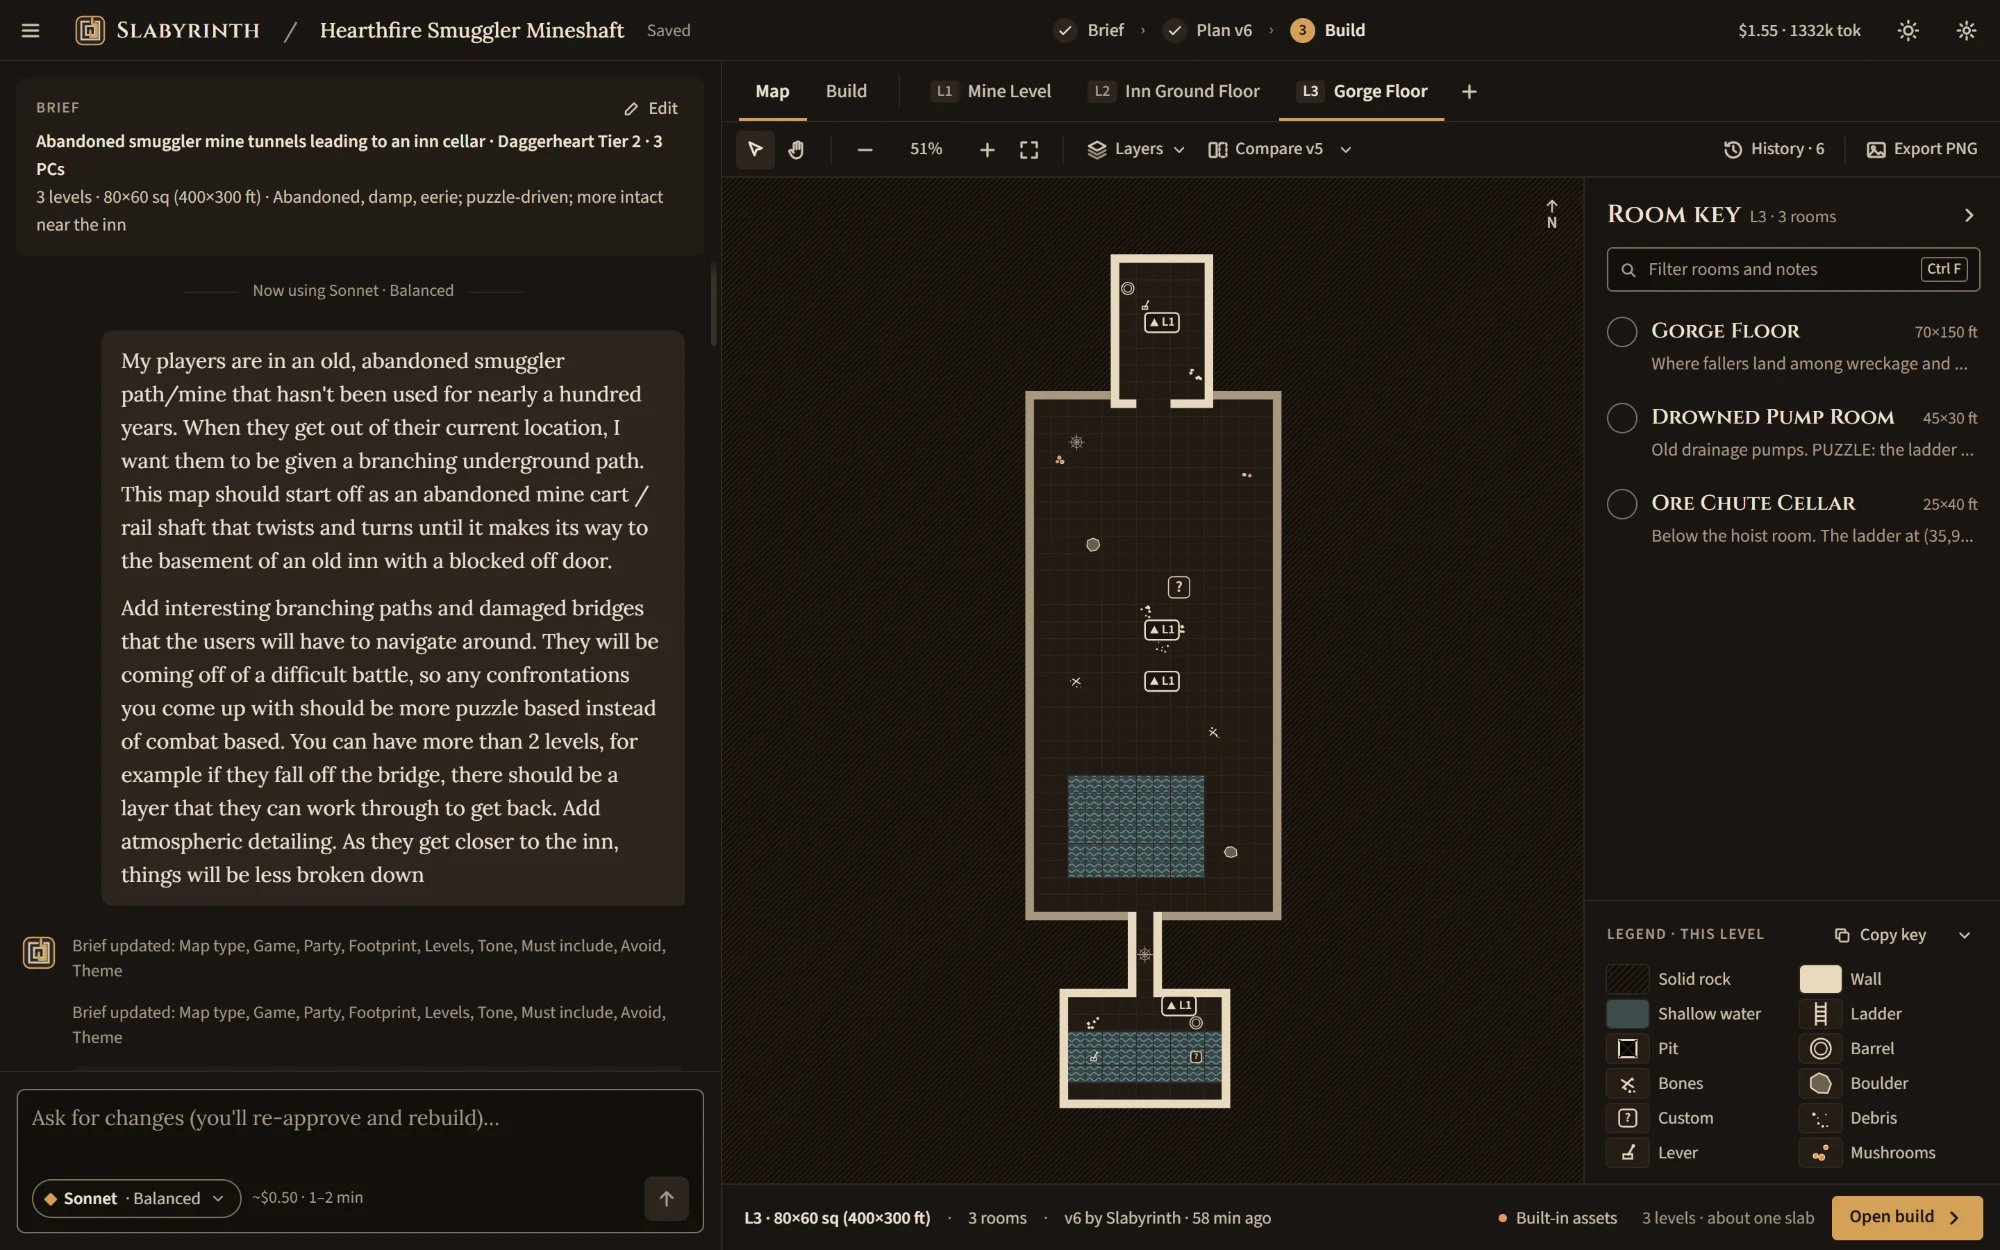 SLABYRINTH / Hearthfire Smuggler Mineshaft Saved
Brief › Plan v6 › 3 Build
$1.55 · 1332k tok
BRIEF
Edit
Abandoned smuggler mine tunnels leading to an inn cellar · Daggerheart Tier 2 · 3
PCs
3 levels · 80×60 sq (400×300 ft) · Abandoned, damp, eerie; puzzle-driven; more intact
near the inn
Now using Sonnet · Balanced
My players are in an old, abandoned smuggler
path/mine that hasn't been used for nearly a hundred
years. When they get out of their current location, I
want them to be given a branching underground path.
This map should start off as an abandoned mine cart /
rail shaft that twists and turns until it makes its way to
the basement of an old inn with a blocked off door.
Add interesting branching paths and damaged bridges
that the users will have to navigate around. They will be
coming off of a difficult battle, so any confrontations
you come up with should be more puzzle based instead
of combat based. You can have more than 2 levels, for
example if they fall off the bridge, there should be a
layer that they can work through to get back. Add
atmospheric detailing. As they get closer to the inn,
things will be less broken down
Brief updated: Map type, Game, Party, Footprint, Levels, Tone, Must include, Avoid,
Theme
Brief updated: Map type, Game, Party, Footprint, Levels, Tone, Must include, Avoid,
Theme
Ask for changes (you'll re-approve and rebuild)...
Sonnet · Balanced
~$0.50 · 1–2 min
Map
Build
L1 Mine Level
L2 Inn Ground Floor
L3 Gorge Floor
51%
Layers
Compare v5
History · 6
Export PNG
N
▲ L1
?
▲ L1
▲ L1
▲ L1
?
ROOM KEY L3 · 3 rooms
Filter rooms and notes
Ctrl F
GORGE FLOOR 70×150 ft
Where fallers land among wreckage and ...
DROWNED PUMP ROOM 45×30 ft
Old drainage pumps. PUZZLE: the ladder ...
ORE CHUTE CELLAR 25×40 ft
Below the hoist room. The ladder at (35,9...
LEGEND · THIS LEVEL
Copy key
Solid rock
Wall
Shallow water
Ladder
Pit
Barrel
Bones
Boulder
? Custom
Debris
Lever
Mushrooms
L3 · 80×60 sq (400×300 ft) · 3 rooms · v6 by Slabyrinth · 58 min ago
Built-in assets
3 levels · about one slab
Open build